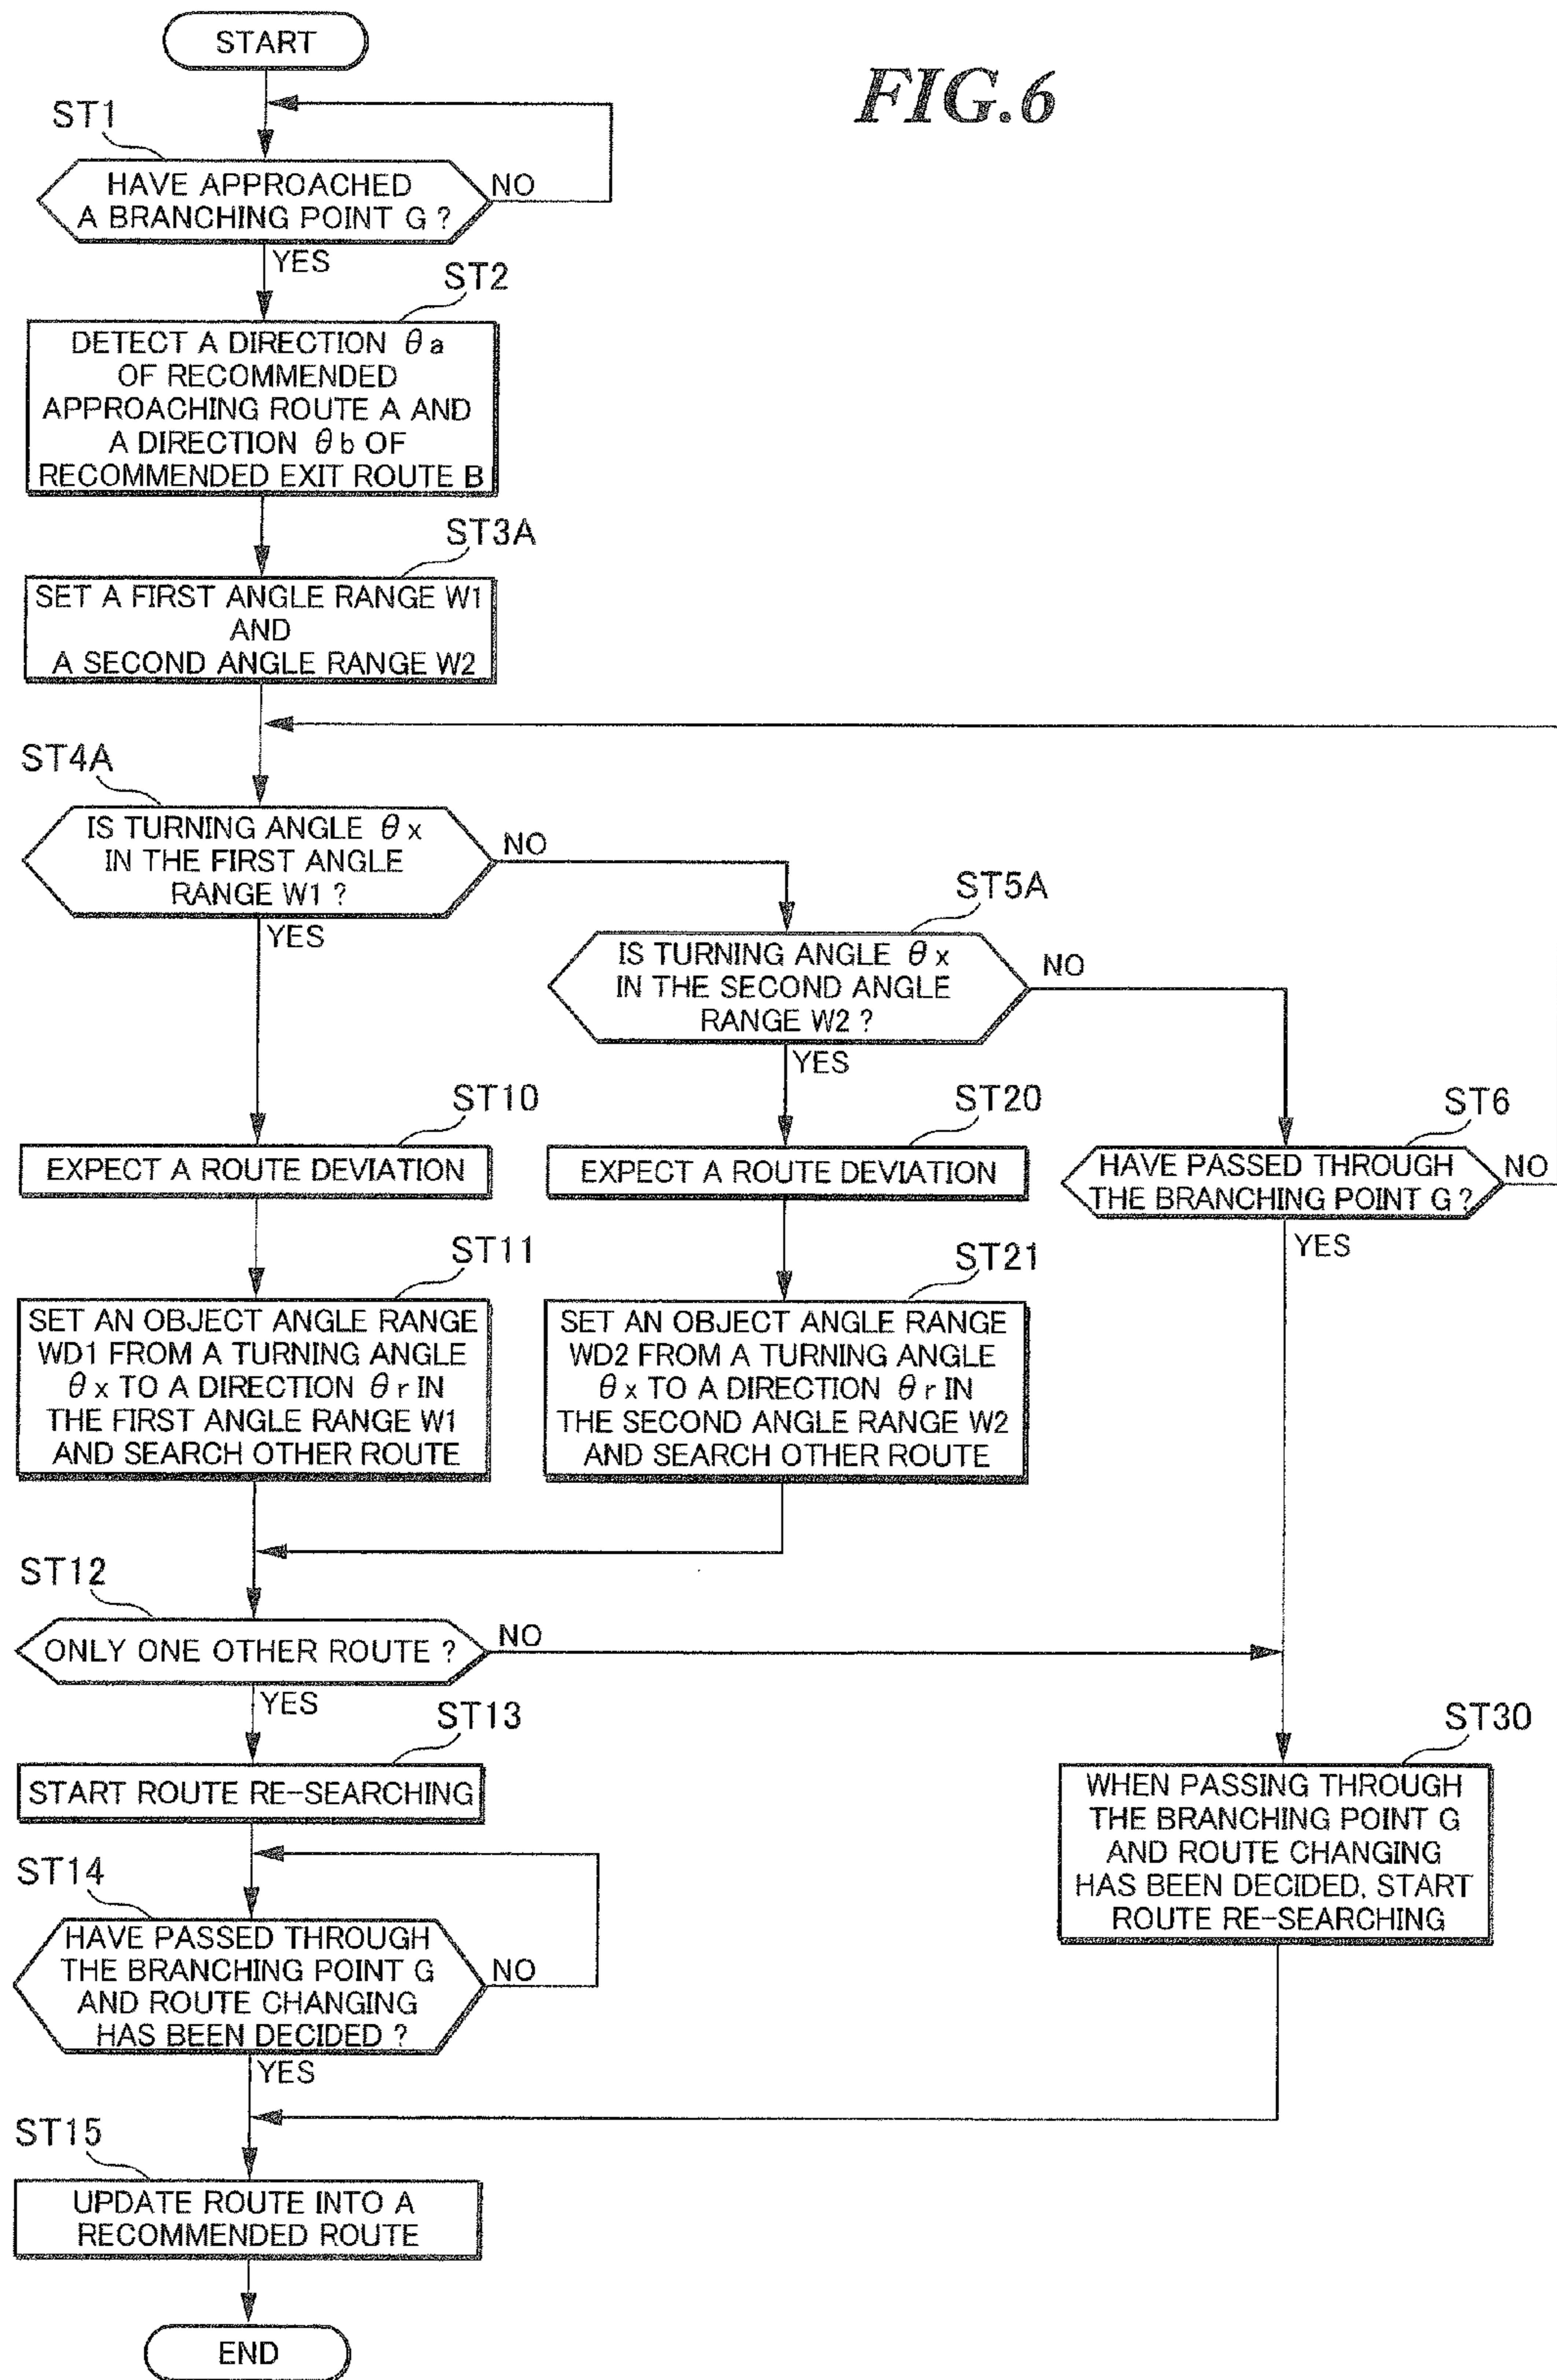 START
FIG.6
ST1
HAVE APPROACHED
A BRANCHING POINT G ?
NO
YES
ST2
DETECT A DIRECTION θa
OF RECOMMENDED
APPROACHING ROUTE A AND
A DIRECTION θb OF
RECOMMENDED EXIT ROUTE B
ST3A
SET A FIRST ANGLE RANGE W1
AND
A SECOND ANGLE RANGE W2
ST4A
IS TURNING ANGLE θx
IN THE FIRST ANGLE
RANGE W1 ?
NO
YES
ST5A
IS TURNING ANGLE θx
IN THE SECOND ANGLE
RANGE W2 ?
NO
YES
ST10
EXPECT A ROUTE DEVIATION
ST20
EXPECT A ROUTE DEVIATION
ST6
HAVE PASSED THROUGH
THE BRANCHING POINT G ?
NO
YES
ST11
SET AN OBJECT ANGLE RANGE
WD1 FROM A TURNING ANGLE
θx TO A DIRECTION θr IN
THE FIRST ANGLE RANGE W1
AND SEARCH OTHER ROUTE
ST21
SET AN OBJECT ANGLE RANGE
WD2 FROM A TURNING ANGLE
θx TO A DIRECTION θr IN
THE SECOND ANGLE RANGE W2
AND SEARCH OTHER ROUTE
ST12
ONLY ONE OTHER ROUTE ?
NO
YES
ST13
START ROUTE RE-SEARCHING
ST30
WHEN PASSING THROUGH
THE BRANCHING POINT G
AND ROUTE CHANGING
HAS BEEN DECIDED, START
ROUTE RE-SEARCHING
ST14
HAVE PASSED THROUGH
THE BRANCHING POINT G
AND ROUTE CHANGING
HAS BEEN DECIDED ?
NO
YES
ST15
UPDATE ROUTE INTO A
RECOMMENDED ROUTE
END